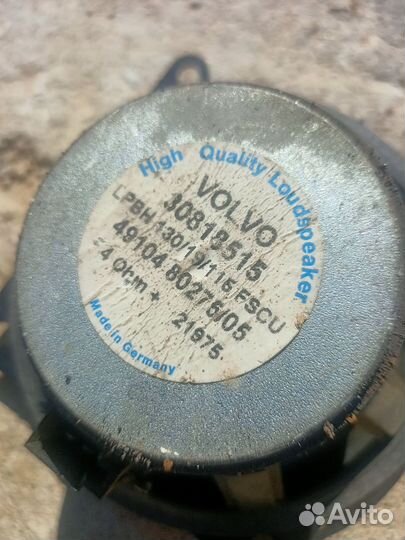 High Quality Loudspeaker
VOLVO
30818515
LPBH 130/19/115 FSCU
49104 80275/05
-4 Ohm +
21975
Made in Germany
Avito